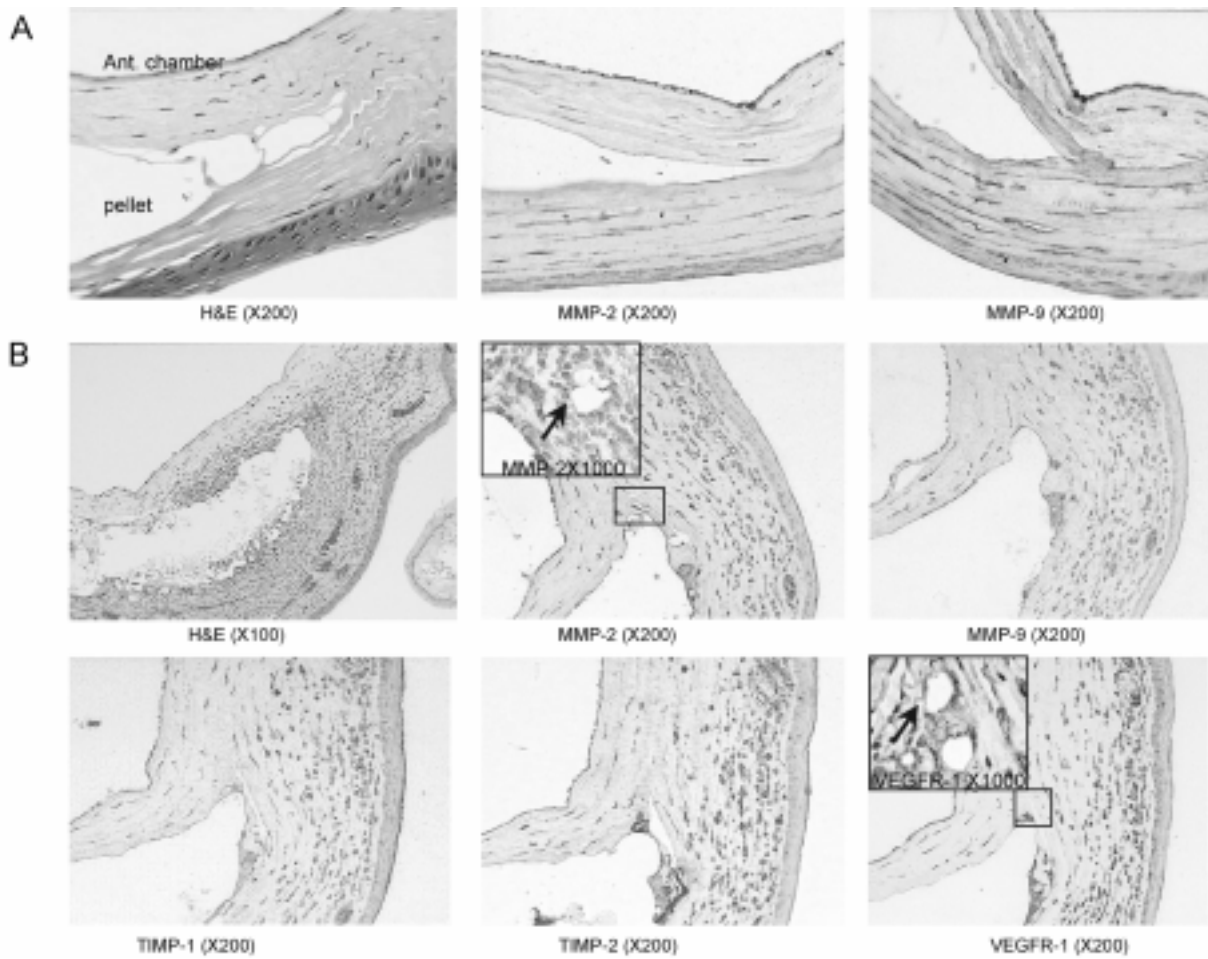 A
Ant. chamber
pellet
H&E (X200)
MMP-2 (X200)
MMP-9 (X200)
B
MMP-2X1000
H&E (X100)
MMP-2 (X200)
MMP-9 (X200)
VEGFR-1 X1000
TIMP-1 (X200)
TIMP-2 (X200)
VEGFR-1 (X200)